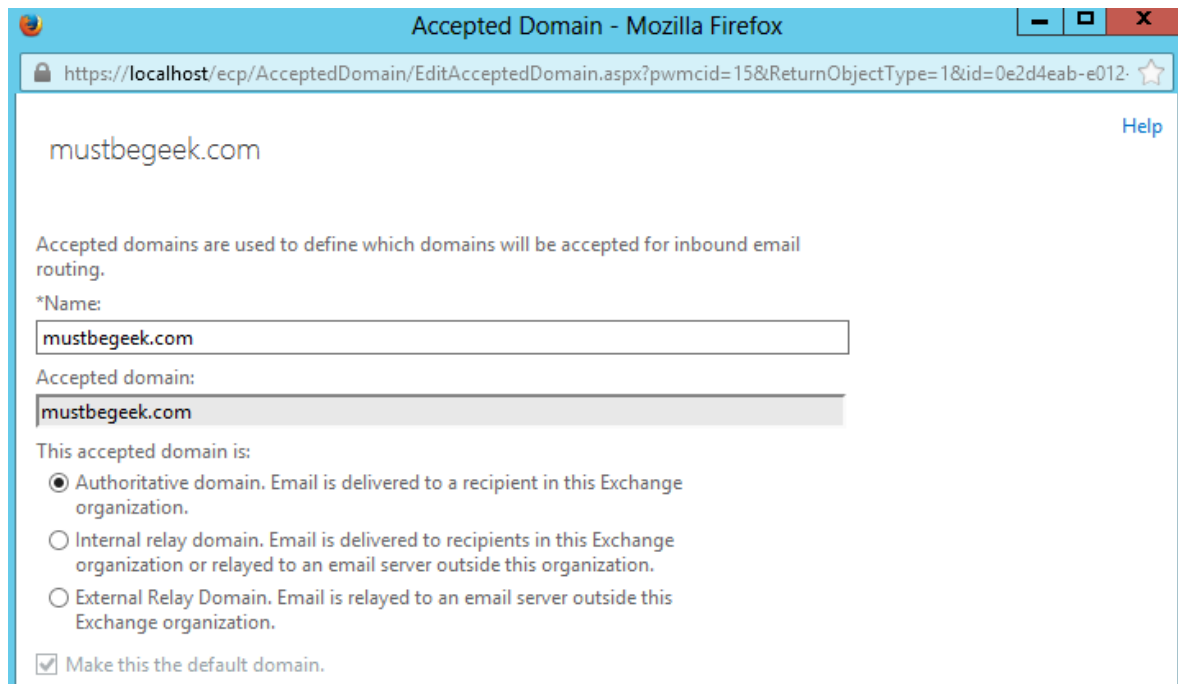 Accepted Domain - Mozilla Firefox
https://localhost/ecp/AcceptedDomain/EditAcceptedDomain.aspx?pwmcid=15&ReturnObjectType=1&id=0e2d4eab-e012-
Help
mustbegeek.com
Accepted domains are used to define which domains will be accepted for inbound email
routing.
*Name:
mustbegeek.com
Accepted domain:
mustbegeek.com
This accepted domain is:
Authoritative domain. Email is delivered to a recipient in this Exchange
organization.
Internal relay domain. Email is delivered to recipients in this Exchange
organization or relayed to an email server outside this organization.
External Relay Domain. Email is relayed to an email server outside this
Exchange organization.
Make this the default domain.